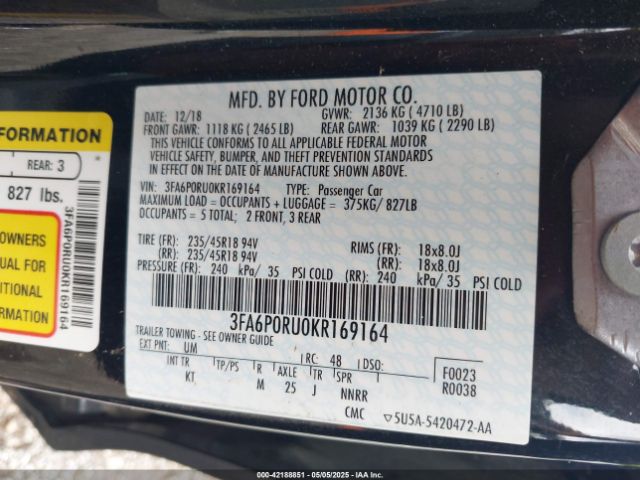 FORMATION
REAR: 3
827 lbs.
OWNERS
UAL FOR
ITIONAL
RMATION
3FA6P0RU0KR169164
MFD. BY FORD MOTOR CO.
DATE: 12/18 GVWR: 2136 KG ( 4710 LB)
FRONT GAWR: 1118 KG ( 2465 LB) REAR GAWR: 1039 KG ( 2290 LB)
THIS VEHICLE CONFORMS TO ALL APPLICABLE FEDERAL MOTOR
VEHICLE SAFETY, BUMPER, AND THEFT PREVENTION STANDARDS
IN EFFECT ON THE DATE OF MANUFACTURE SHOWN ABOVE.
VIN: 3FA6P0RU0KR169164 TYPE: Passenger Car
MAXIMUM LOAD = OCCUPANTS + LUGGAGE = 375KG/ 827LB
OCCUPANTS = 5 TOTAL; 2 FRONT, 3 REAR
TIRE (FR): 235/45R18 94V RIMS (FR): 18x8.0J
(RR): 235/45R18 94V (RR): 18x8.0J
PRESSURE (FR): 240 kPa/ 35 PSI COLD (RR): 240 kPa/ 35 PSI COLD
3FA6P0RU0KR169164
TRAILER TOWING - SEE OWNER GUIDE
EXT PNT: UM RC: 48 DSO: F0023
R0038
INT TR TP/PS R AXLE TR SPR
KT M 25 J NNRR
CMC ▽5U5A-5420472-AA
000-42188851 - 05/05/2025 - IAAI.COM